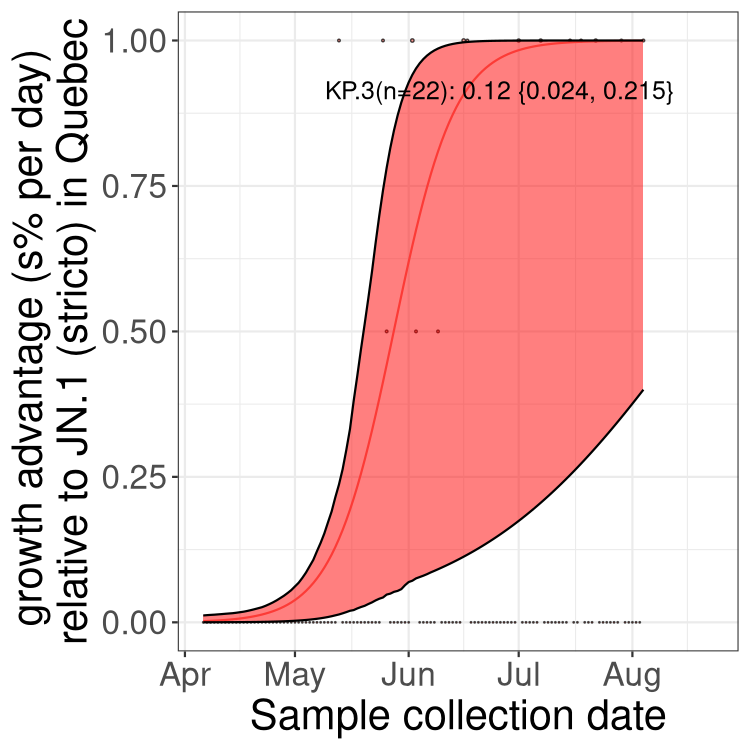 growth advantage (s% per day)
relative to JN.1 (stricto) in Quebec
1.00
0.75
0.50
0.25
0.00
KP.3(n=22): 0.12 {0.024, 0.215}
Apr May Jun Jul Aug
Sample collection date